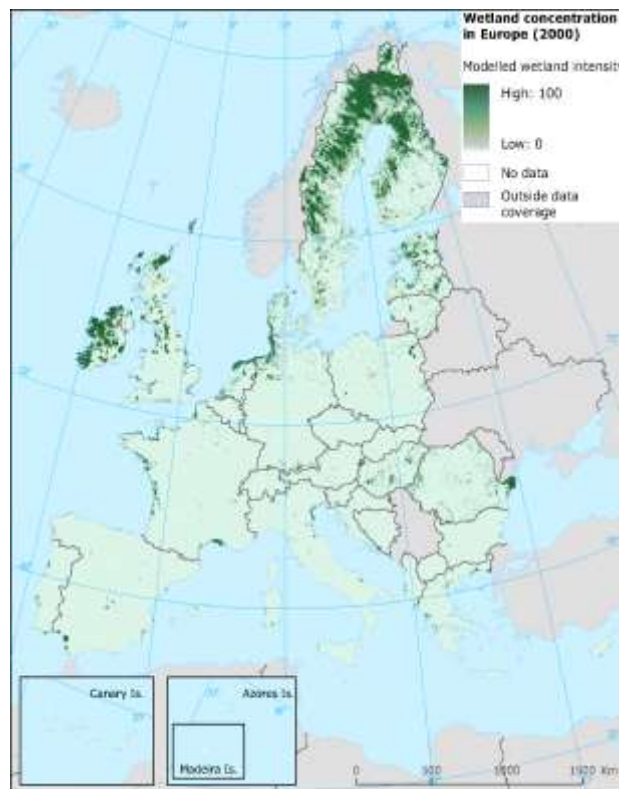 Wetland concentration
in Europe (2000)
Modelled wetland intensity
High: 100
Low: 0
No data
Outside data
coverage
Canary Is.
Azores Is.
Madeira Is.
0 500 1000 1500 Km